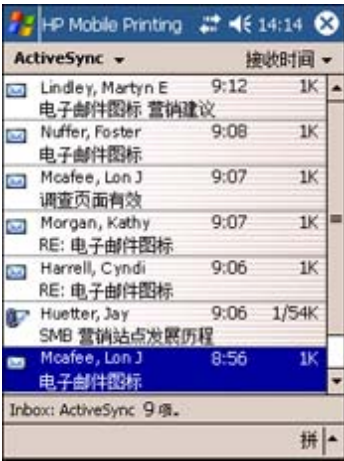 HP Mobile Printing 14:14
ActiveSync 接收时间
Lindley, Martyn E 9:12 1K
电子邮件图标 营销建议
Nuffer, Foster 9:08 1K
电子邮件图标
Mcafee, Lon J 9:07 1K
调查页面有效
Morgan, Kathy 9:07 1K
RE: 电子邮件图标
Harrell, Cyndi 9:06 1K
RE: 电子邮件图标
Huetter, Jay 9:06 1/54K
SMB 营销站点发展历程
Mcafee, Lon J 8:56 1K
电子邮件图标
Inbox: ActiveSync 9 项。
拼